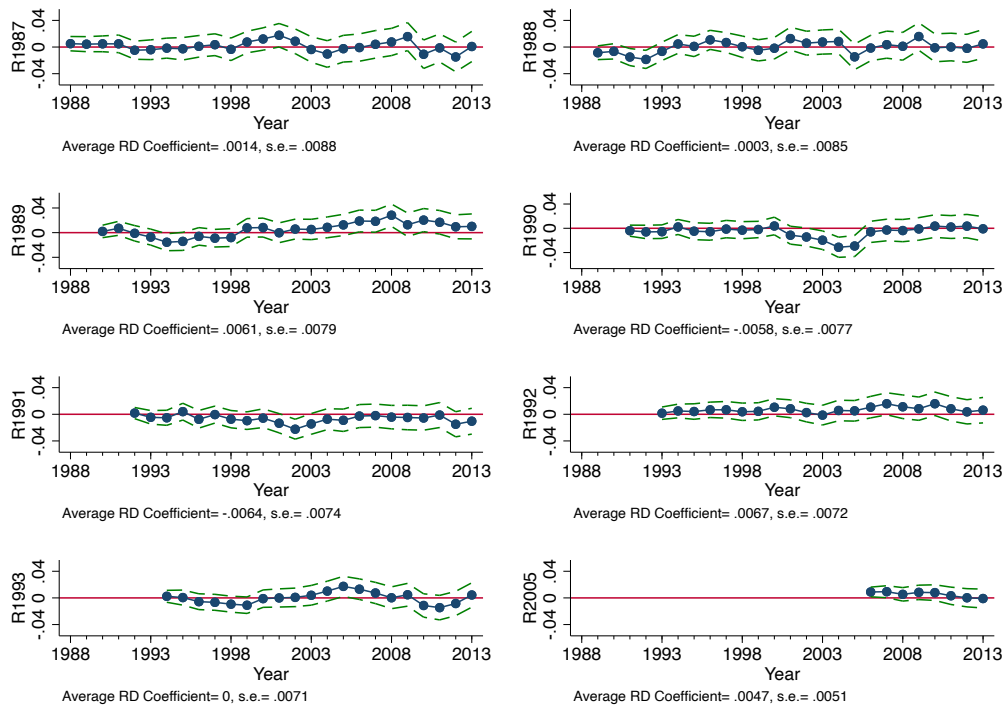 R1987
.04
0
-.04
1988 1993 1998 2003 2008 2013
Year
Average RD Coefficient= .0014, s.e.= .0088
R1988
.04
0
-.04
1988 1993 1998 2003 2008 2013
Year
Average RD Coefficient= .0003, s.e.= .0085
R1989
.04
0
-.04
1988 1993 1998 2003 2008 2013
Year
Average RD Coefficient= .0061, s.e.= .0079
R1990
.04
0
-.04
1988 1993 1998 2003 2008 2013
Year
Average RD Coefficient= -.0058, s.e.= .0077
R1991
.04
0
-.04
1988 1993 1998 2003 2008 2013
Year
Average RD Coefficient= -.0064, s.e.= .0074
R1992
.04
0
-.04
1988 1993 1998 2003 2008 2013
Year
Average RD Coefficient= .0067, s.e.= .0072
R1993
.04
0
-.04
1988 1993 1998 2003 2008 2013
Year
Average RD Coefficient= 0, s.e.= .0071
R2005
.04
0
-.04
1988 1993 1998 2003 2008 2013
Year
Average RD Coefficient= .0047, s.e.= .0051